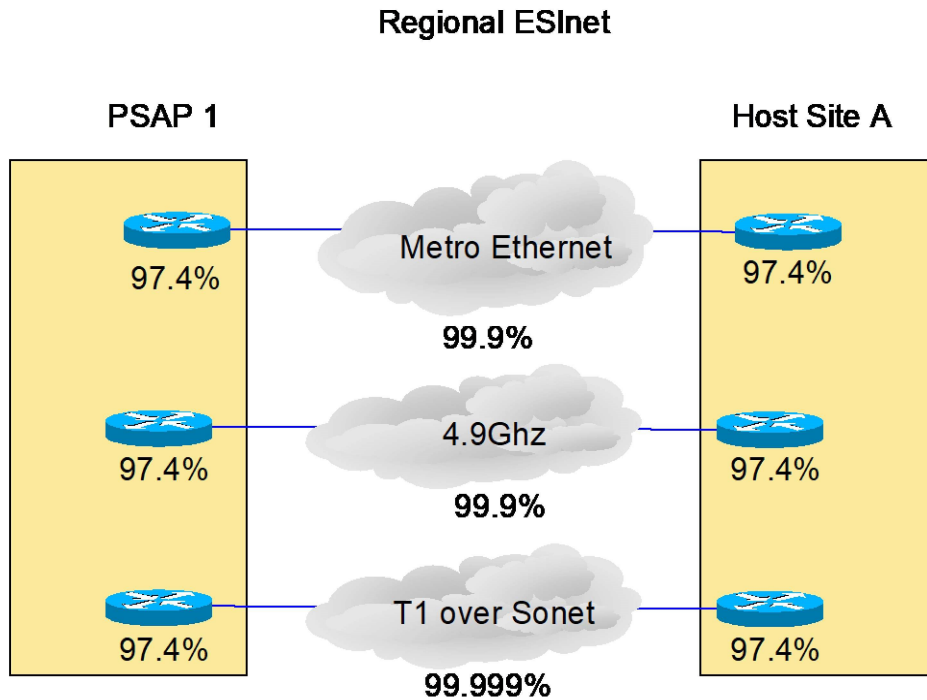 Regional ESInet
PSAP 1
Host Site A
Metro Ethernet
97.4%
97.4%
99.9%
4.9Ghz
97.4%
97.4%
99.9%
T1 over Sonet
97.4%
97.4%
99.999%